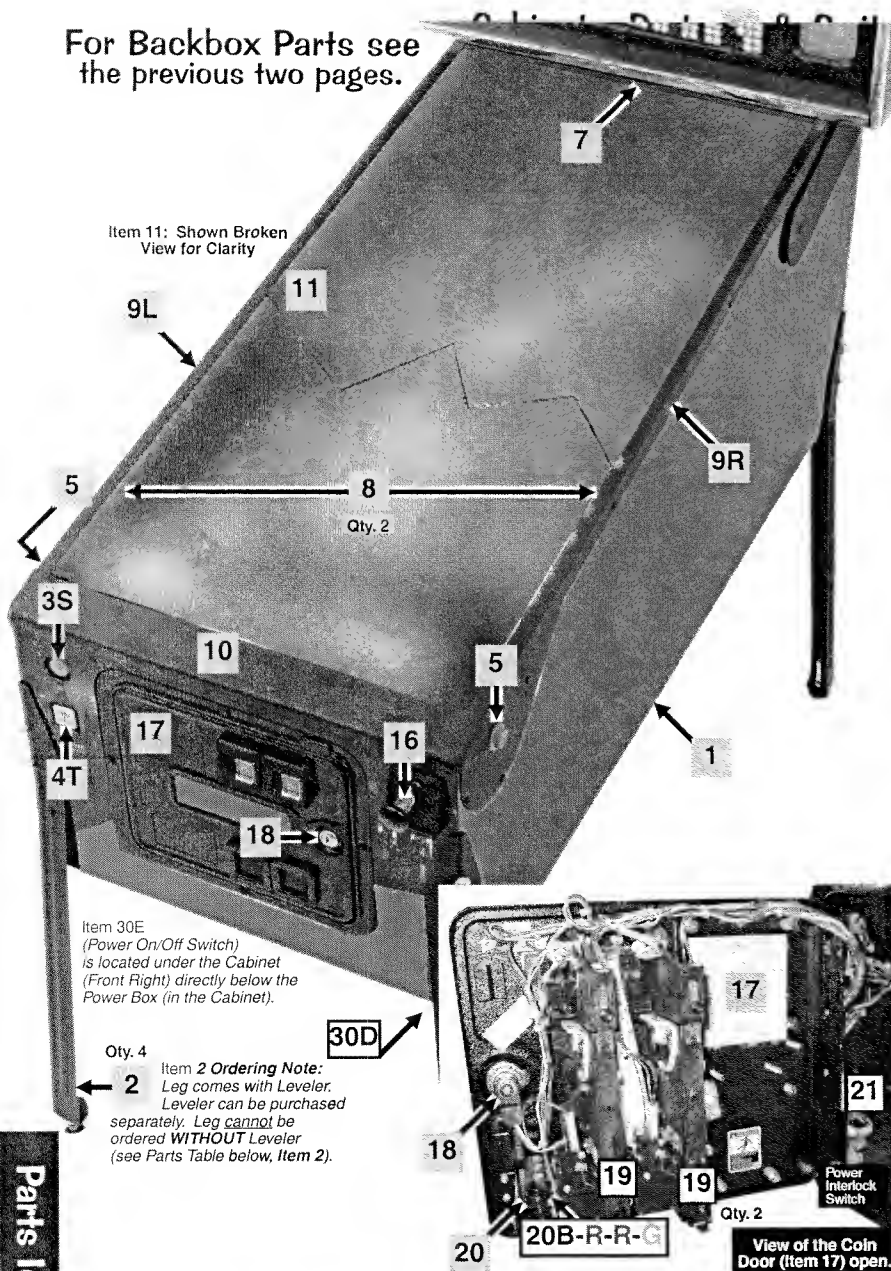 For Backbox Parts see
the previous two pages.
7
Item 11: Shown Broken
View for Clarity
11
9L
9R
5
8
Qty. 2
3S
10
5
17
16
4T
1
18
Item 30E
(Power On/Off Switch)
is located under the Cabinet
(Front Right) directly below the
Power Box (in the Cabinet).
30D
17
Qty. 4
2
Item 2 Ordering Note:
Leg comes with Leveler.
Leveler can be purchased
separately. Leg cannot be
ordered WITHOUT Leveler
(see Parts Table below, Item 2).
21
18
19
19
Qty. 2
Power
Interlock
Switch
20
20B-R-R-G
View of the Coin
Door (Item 17) open.
Parts